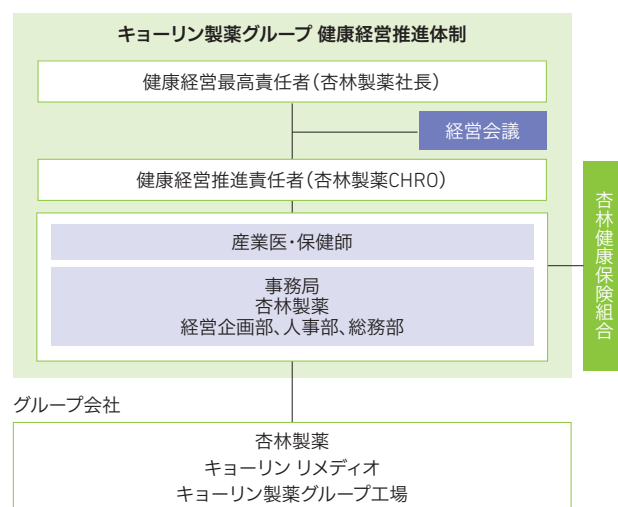 キョーリン製薬グループ 健康経営推進体制
健康経営最高責任者（杏林製薬社長）
経営会議
健康経営推進責任者（杏林製薬CHRO）
産業医・保健師
事務局
杏林製薬
経営企画部、人事部、総務部
杏林健康保険組合
グループ会社
杏林製薬
キョーリン リメディオ
キョーリン製薬グループ工場